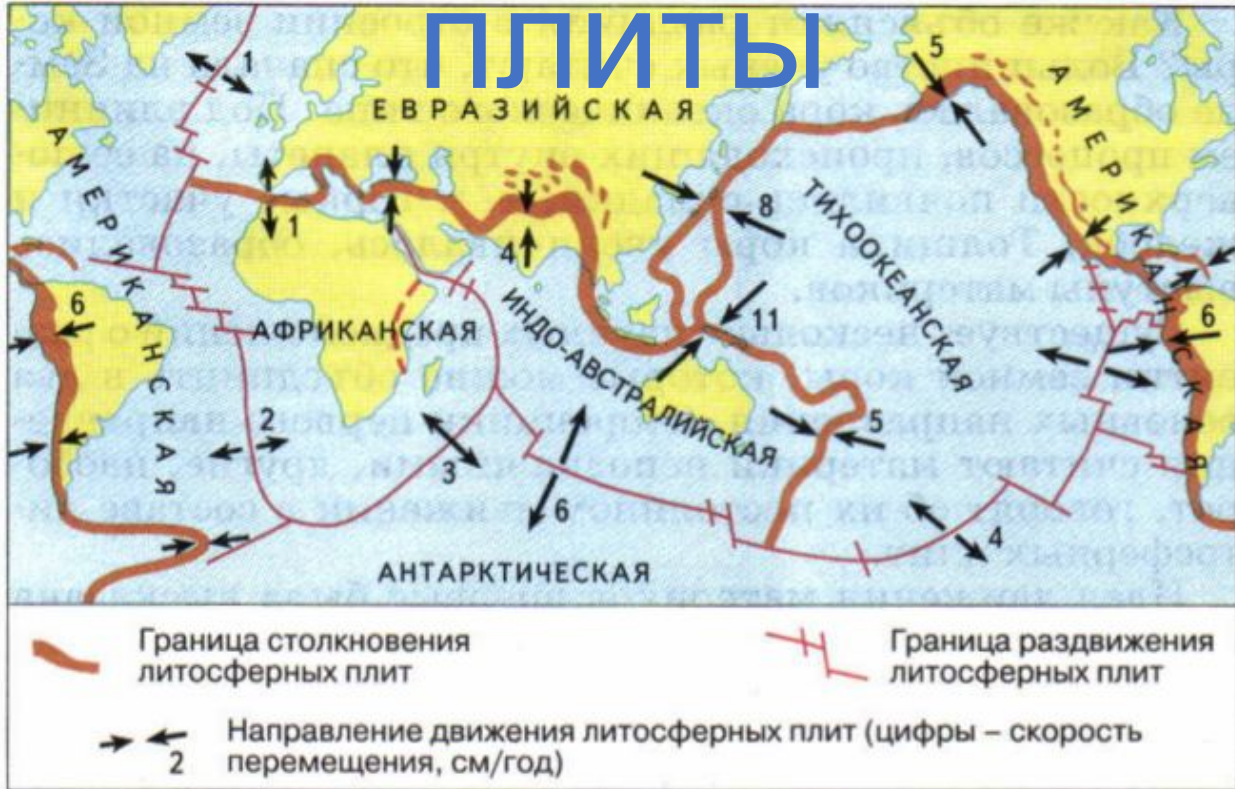 ПЛИТЫ
1
5
ЕВРАЗИЙСКАЯ
АМЕРИКАНСКАЯ
АМЕРИКАНСКАЯ
1
4
8
ТИХООКЕАНСКАЯ
6
АФРИКАНСКАЯ
ИНДО-АВСТРАЛИЙСКАЯ
11
6
2
3
5
6
4
АНТАРКТИЧЕСКАЯ
Граница столкновения
литосферных плит
Граница раздвижения
литосферных плит
Направление движения литосферных плит (цифры – скорость
2
перемещения, см/год)